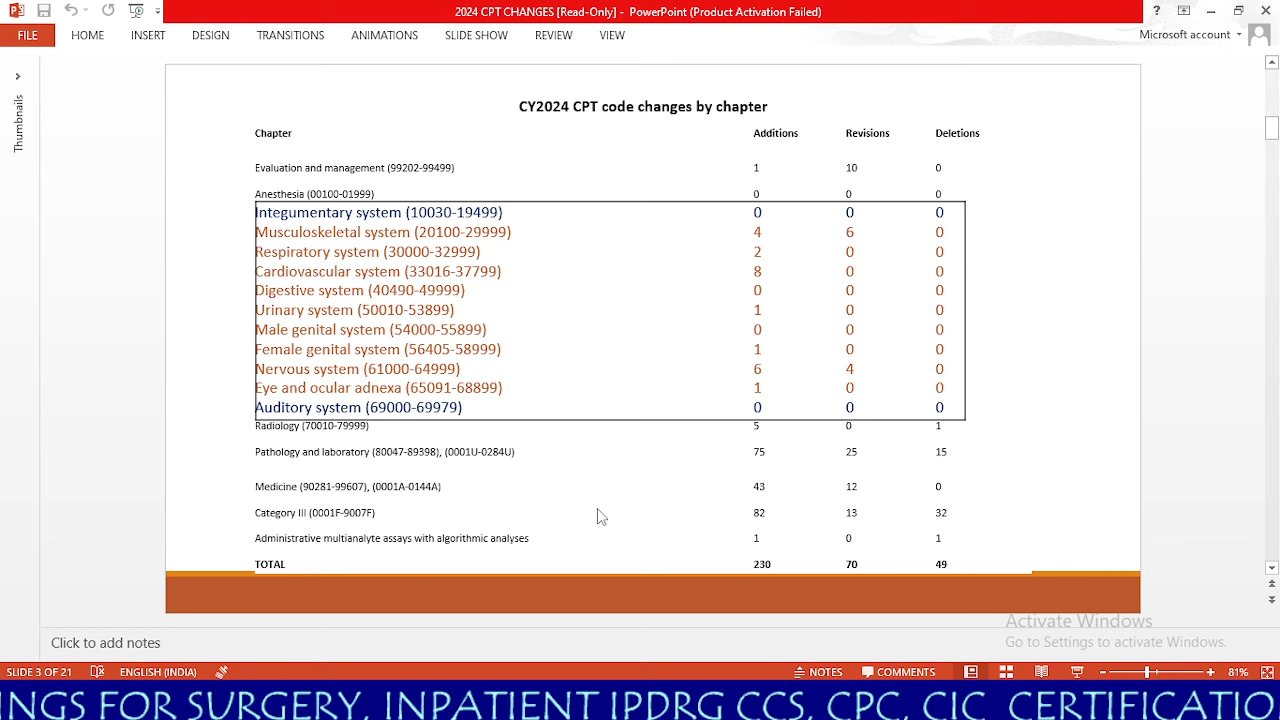 2024 CPT CHANGES [Read-Only] - PowerPoint (Product Activation Failed)
?
FILE HOME INSERT DESIGN TRANSITIONS ANIMATIONS SLIDE SHOW REVIEW VIEW Microsoft account
Thumbnails
CY2024 CPT code changes by chapter
Chapter Additions Revisions Deletions
Evaluation and management (99202-99499) 1 10 0
Anesthesia (00100-01999) 0 0 0
Integumentary system (10030-19499) 0 0 0
Musculoskeletal system (20100-29999) 4 6 0
Respiratory system (30000-32999) 2 0 0
Cardiovascular system (33016-37799) 8 0 0
Digestive system (40490-49999) 0 0 0
Urinary system (50010-53899) 1 0 0
Male genital system (54000-55899) 0 0 0
Female genital system (56405-58999) 1 0 0
Nervous system (61000-64999) 6 4 0
Eye and ocular adnexa (65091-68899) 1 0 0
Auditory system (69000-69979) 0 0 0
Radiology (70010-79999) 5 0 1
Pathology and laboratory (80047-89398), (0001U-0284U) 75 25 15
Medicine (90281-99607), (0001A-0144A) 43 12 0
Category III (0001F-9007F) 82 13 32
Administrative multianalyte assays with algorithmic analyses 1 0 1
TOTAL 230 70 49
Activate Windows
Go to Settings to activate Windows.
Click to add notes
SLIDE 3 OF 21 ENGLISH (INDIA) NOTES COMMENTS 81%
INGS FOR SURGERY, INPATIENT IPDRG CCS, CPC, CIC CERTIFICATIO